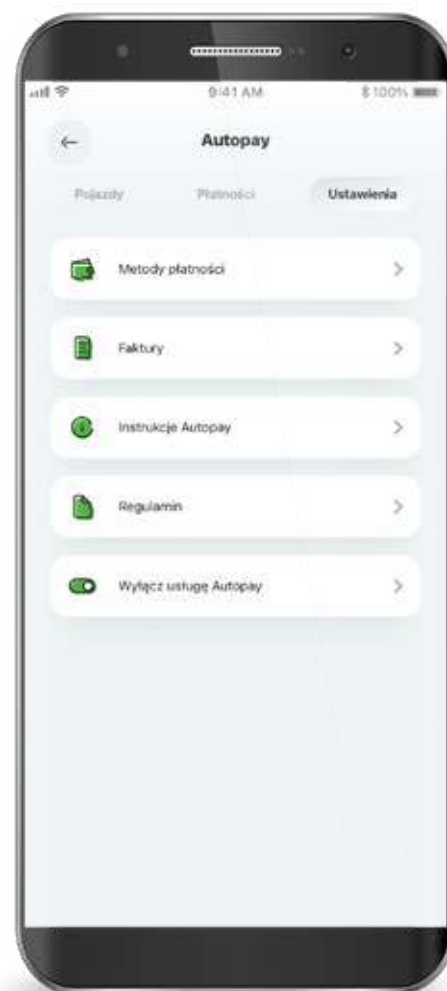 9:41 AM
100%
Autopay
Pojazdy
Płatności
Ustawienia
Metody płatności
Faktury
Instrukcje Autopay
Regulamin
Wyłącz usługę Autopay